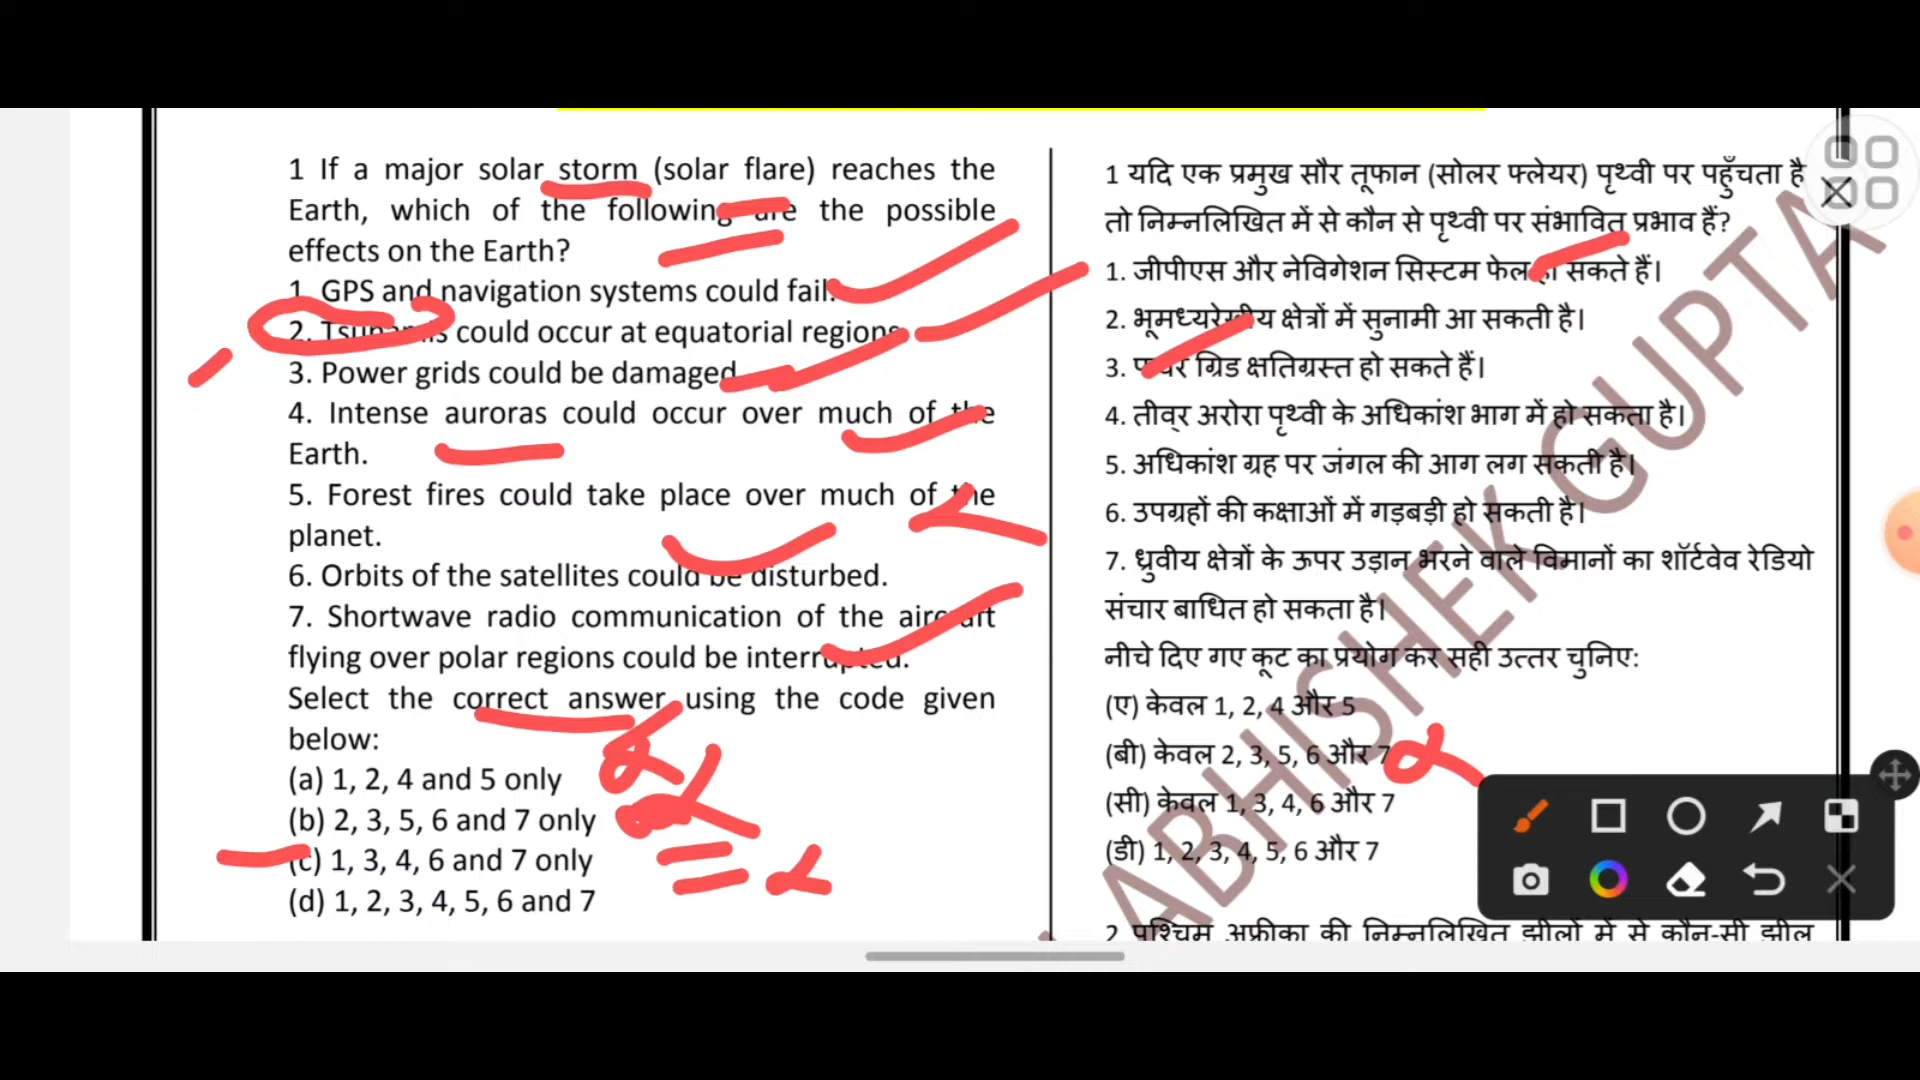 1 If a major solar storm (solar flare) reaches the
Earth, which of the following are the possible
effects on the Earth?
1. GPS and navigation systems could fail.
2. Tsunamis could occur at equatorial regions.
3. Power grids could be damaged.
4. Intense auroras could occur over much of the
Earth.
5. Forest fires could take place over much of the
planet.
6. Orbits of the satellites could be disturbed.
7. Shortwave radio communication of the aircraft
flying over polar regions could be interrupted.
Select the correct answer using the code given
below:
(a) 1, 2, 4 and 5 only
(b) 2, 3, 5, 6 and 7 only
(c) 1, 3, 4, 6 and 7 only
(d) 1, 2, 3, 4, 5, 6 and 7
1 यदि एक प्रमुख सौर तूफान (सोलर फ्लेयर) पृथ्वी पर पहुँचता है
तो निम्नलिखित में से कौन से पृथ्वी पर संभावित प्रभाव हैं?
1. जीपीएस और नेविगेशन सिस्टम फेल हो सकते हैं।
2. भूमध्यरेखीय क्षेत्रों में सुनामी आ सकती है।
3. पावर ग्रिड क्षतिग्रस्त हो सकते हैं।
4. तीव्र अरोरा पृथ्वी के अधिकांश भाग में हो सकता है।
5. अधिकांश ग्रह पर जंगल की आग लग सकती है।
6. उपग्रहों की कक्षाओं में गड़बड़ी हो सकती है।
7. ध्रुवीय क्षेत्रों के ऊपर उड़ान भरने वाले विमानों का शॉर्टवेव रेडियो
संचार बाधित हो सकता है।
नीचे दिए गए कूट का प्रयोग कर सही उत्तर चुनिए:
(ए) केवल 1, 2, 4 और 5
(बी) केवल 2, 3, 5, 6 और 7
(सी) केवल 1, 3, 4, 6 और 7
(डी) 1, 2, 3, 4, 5, 6 और 7
2 पश्चिम अफ्रीका की निम्नलिखित झीलों में से कौन-सी झील
ABHISHEK GUPTA